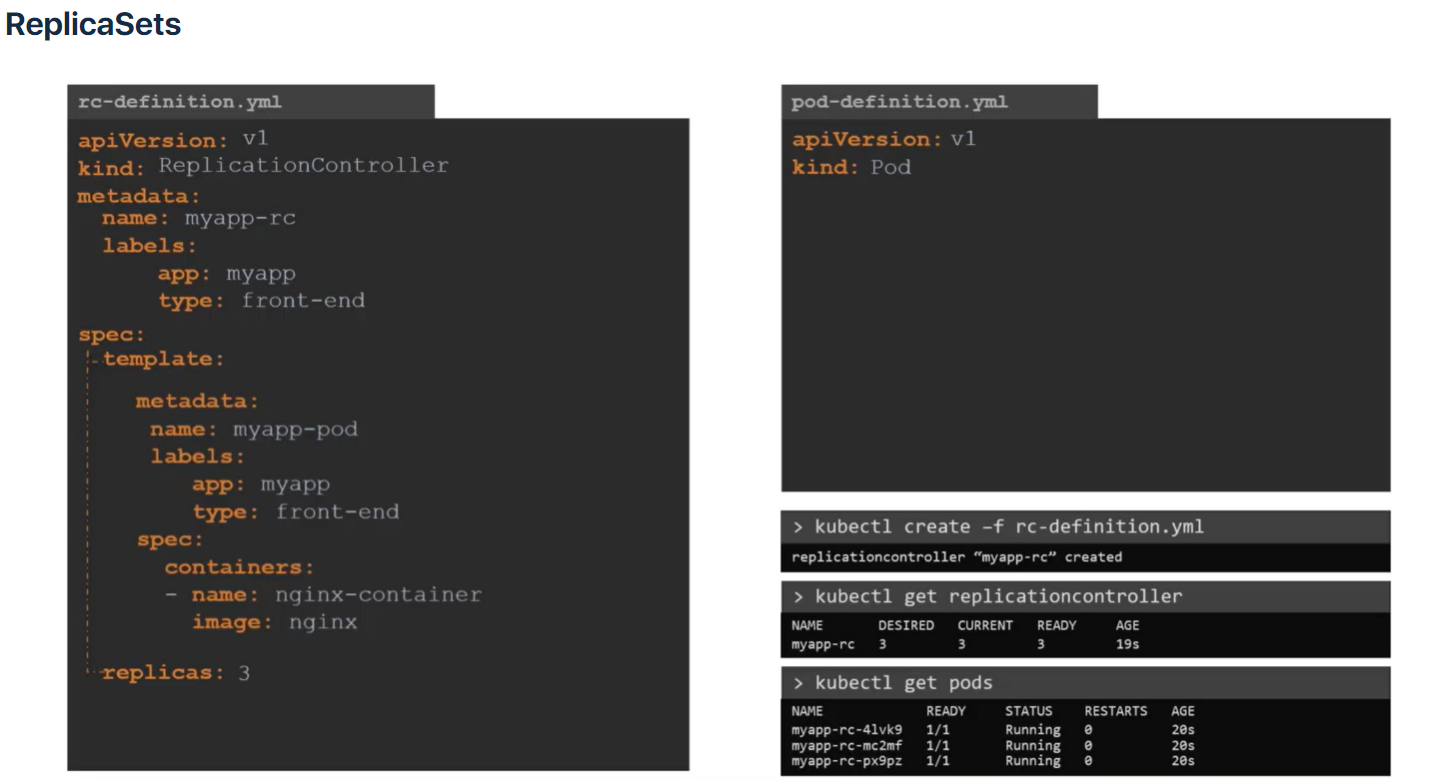 ReplicaSets
rc-definition.yml
apiVersion: v1
kind: ReplicationController
metadata:
name: myapp-rc
labels:
app: myapp
type: front-end
spec:
template:
metadata:
name: myapp-pod
labels:
app: myapp
type: front-end
spec:
containers:
- name: nginx-container
image: nginx
replicas: 3
pod-definition.yml
apiVersion: v1
kind: Pod
> kubectl create –f rc-definition.yml
replicationcontroller “myapp-rc” created
> kubectl get replicationcontroller
NAME DESIRED CURRENT READY AGE
myapp-rc 3 3 3 19s
> kubectl get pods
NAME READY STATUS RESTARTS AGE
myapp-rc-4lvk9 1/1 Running 0 20s
myapp-rc-mc2mf 1/1 Running 0 20s
myapp-rc-px9pz 1/1 Running 0 20s